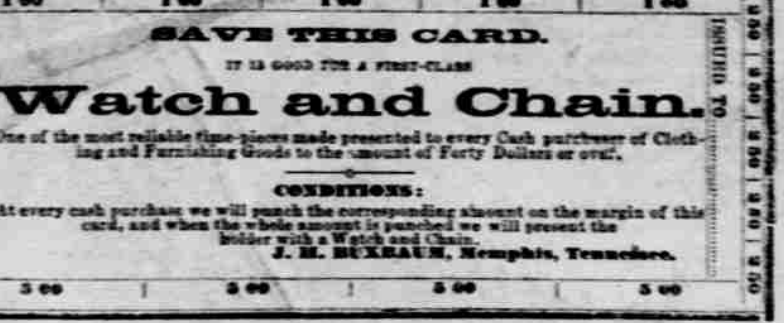 SAVE THIS CARD.
IT IS GOOD FOR A FIRST-CLASS
Watch and Chain.
One of the most reliable time-pieces made presented to every Cash purchaser of Cloth-
ing and Furnishing Goods to the amount of Forty Dollars or over.
CONDITIONS:
At every cash purchase we will punch the corresponding amount on the margin of this
card, and when the whole amount is punched we will present the
holder with a Watch and Chain.
J. H. BUXBAUM, Memphis, Tennessee.
ISSUED TO
5 00 | 5 00 | 5 00 | 5 00